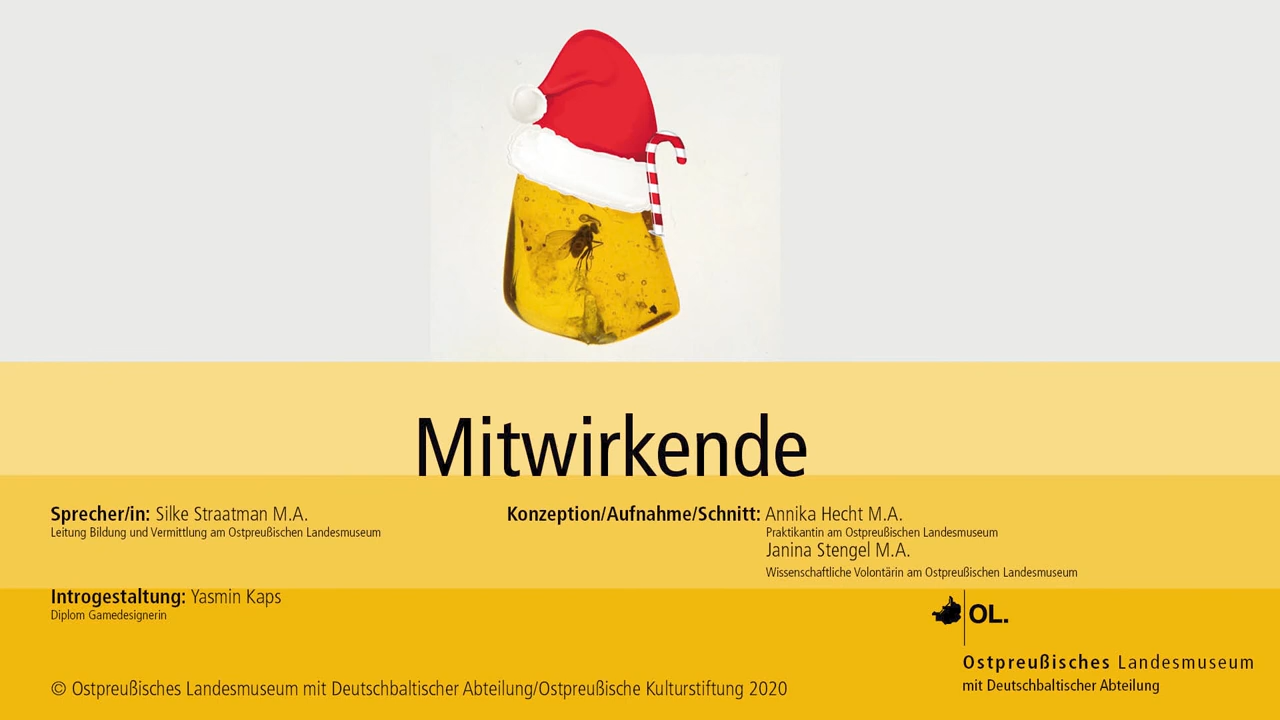 Mitwirkende
Sprecher/in: Silke Straatman M.A.
Leitung Bildung und Vermittlung am Ostpreußischen Landesmuseum
Konzeption/Aufnahme/Schnitt: Annika Hecht M.A.
Praktikantin am Ostpreußischen Landesmuseum
Janina Stengel M.A.
Wissenschaftliche Volontärin am Ostpreußischen Landesmuseum
Introgestaltung: Yasmin Kaps
Diplom Gamedesignerin
OL.
Ostpreußisches Landesmuseum
mit Deutschbaltischer Abteilung
© Ostpreußisches Landesmuseum mit Deutschbaltischer Abteilung/Ostpreußische Kulturstiftung 2020